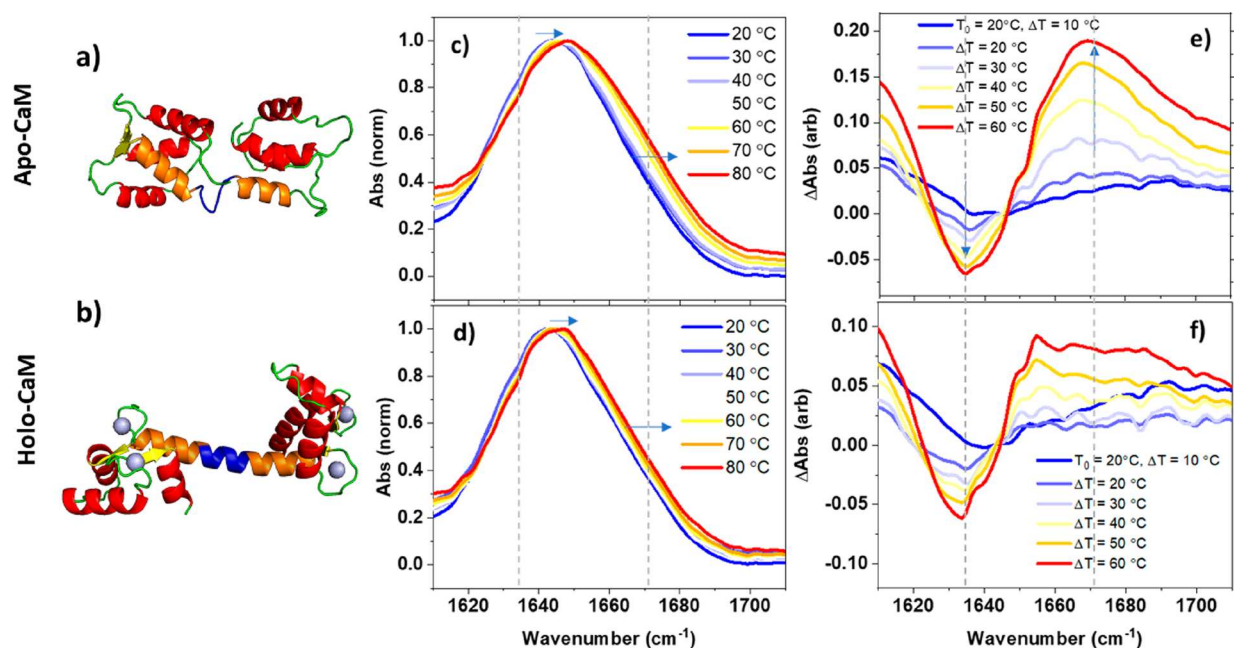 Apo-CaM
a)
c)
Abs (norm)
1.0
0.8
0.6
0.4
0.2
0.0
20 °C
30 °C
40 °C
50 °C
60 °C
70 °C
80 °C
e)
ΔAbs (arb)
0.20
0.15
0.10
0.05
0.00
-0.05
T0 = 20°C, ΔT = 10 °C
ΔT = 20 °C
ΔT = 30 °C
ΔT = 40 °C
ΔT = 50 °C
ΔT = 60 °C
Holo-CaM
b)
d)
Abs (norm)
1.0
0.8
0.6
0.4
0.2
0.0
20 °C
30 °C
40 °C
50 °C
60 °C
70 °C
80 °C
1620 1640 1660 1680 1700
Wavenumber (cm-1)
f)
ΔAbs (arb)
0.10
0.05
0.00
-0.05
-0.10
T0 = 20°C, ΔT = 10 °C
ΔT = 20 °C
ΔT = 30 °C
ΔT = 40 °C
ΔT = 50 °C
ΔT = 60 °C
1620 1640 1660 1680 1700
Wavenumber (cm-1)